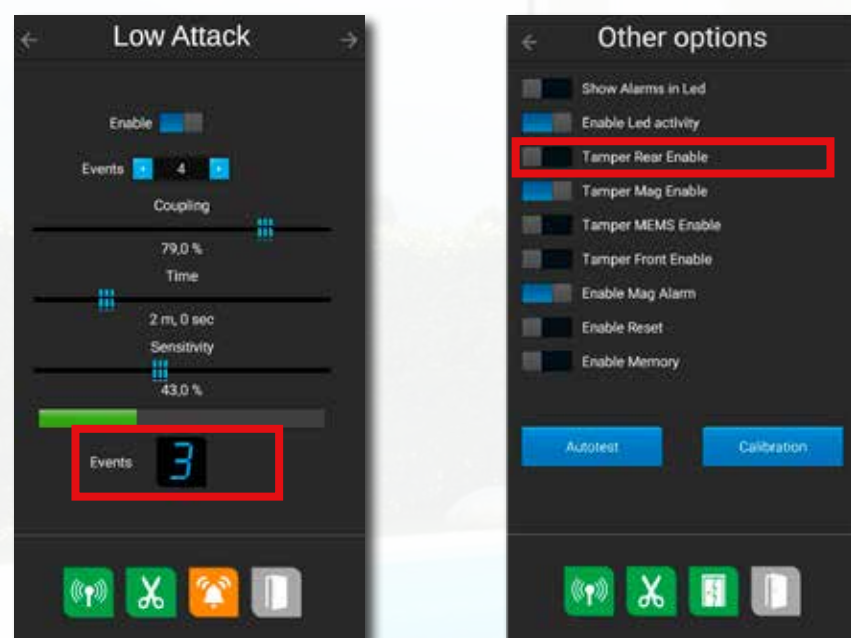 Low Attack
Enable
Events 4
Coupling
79,0 %
Time
2 m, 0 sec
Sensitivity
43,0 %
Events 3
Other options
Show Alarms in Led
Enable Led activity
Tamper Rear Enable
Tamper Mag Enable
Tamper MEMS Enable
Tamper Front Enable
Enable Mag Alarm
Enable Reset
Enable Memory
Autotest Calibration